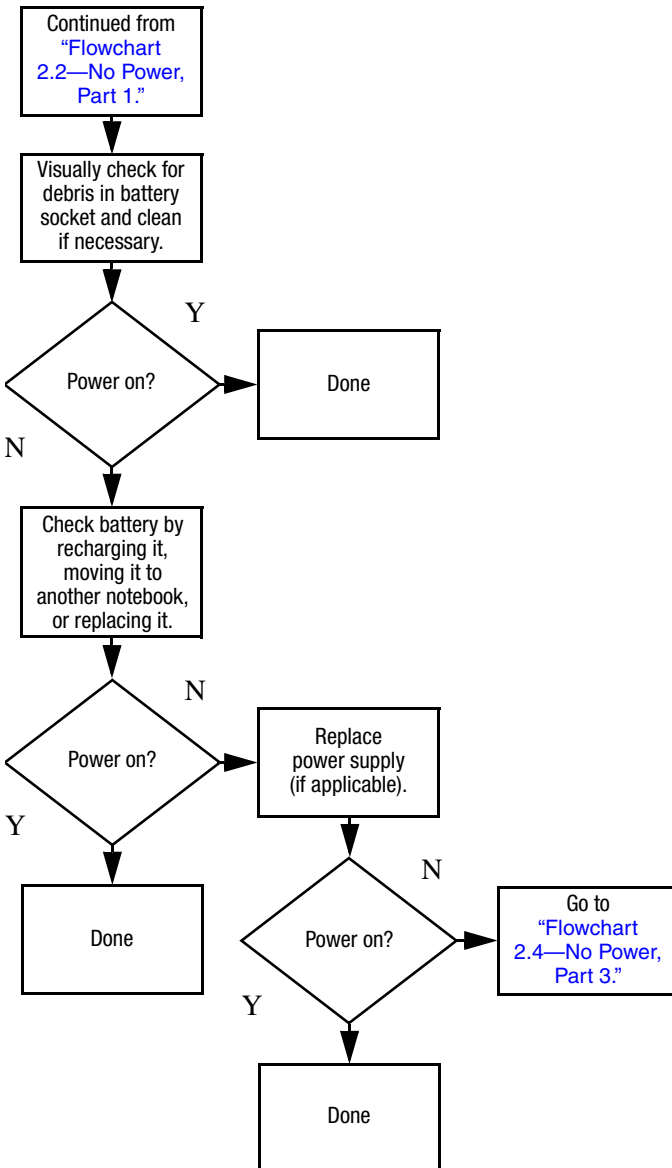 Continued from
“Flowchart
2.2—No Power,
Part 1.”
Visually check for
debris in battery
socket and clean
if necessary.
Y
Power on?
Done
N
Check battery by
recharging it,
moving it to
another notebook,
or replacing it.
N
Power on?
Replace
power supply
(if applicable).
Y
Done
N
Power on?
Go to
“Flowchart
2.4—No Power,
Part 3.”
Y
Done